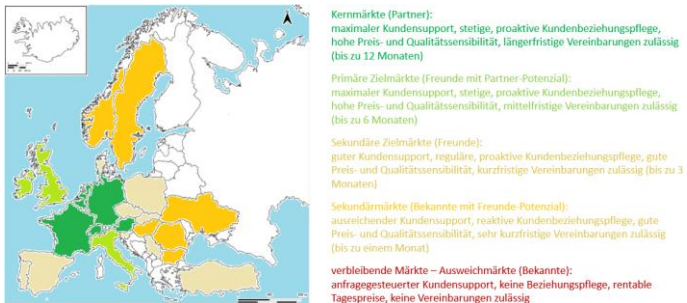 Kernmärkte (Partner):
maximaler Kundensupport, stetige, proaktive Kundenbeziehungspflege,
hohe Preis- und Qualitätssensibilität, längerfristige Vereinbarungen zulässig
(bis zu 12 Monaten)
Primäre Zielmärkte (Freunde mit Partner-Potenzial):
maximaler Kundensupport, stetige, proaktive Kundenbeziehungspflege,
hohe Preis- und Qualitätssensibilität, mittelfristige Vereinbarungen zulässig
(bis zu 6 Monaten)
Sekundäre Zielmärkte (Freunde):
guter Kundensupport, reguläre, proaktive Kundenbeziehungspflege, gute
Preis- und Qualitätssensibilität, kurzfristige Vereinbarungen zulässig (bis zu 3
Monaten)
Sekundärmärkte (Bekannte mit Freunde-Potenzial):
ausreichender Kundensupport, reaktive Kundenbeziehungspflege, gute
Preis- und Qualitätssensibilität, sehr kurzfristige Vereinbarungen zulässig
(bis zu einem Monat)
verbleibende Märkte – Ausweichmärkte (Bekannte):
anfragegesteuerter Kundensupport, keine Beziehungspflege, rentable
Tagespreise, keine Vereinbarungen zulässig